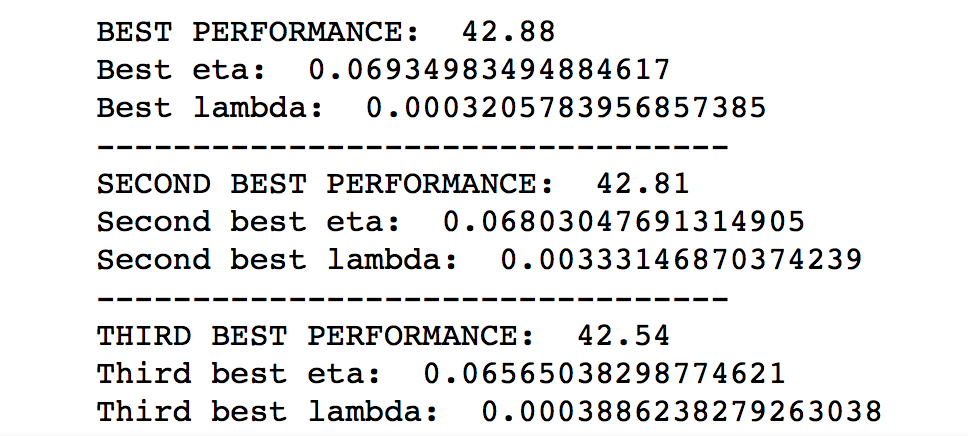 BEST PERFORMANCE:  42.88
Best eta:  0.06934983494884617
Best lambda:  0.0003205783956857385
---------------------------------
SECOND BEST PERFORMANCE:  42.81
Second best eta:  0.06803047691314905
Second best lambda:  0.00333146870374239
---------------------------------
THIRD BEST PERFORMANCE:  42.54
Third best eta:  0.06565038298774621
Third best lambda:  0.0003886238279263038